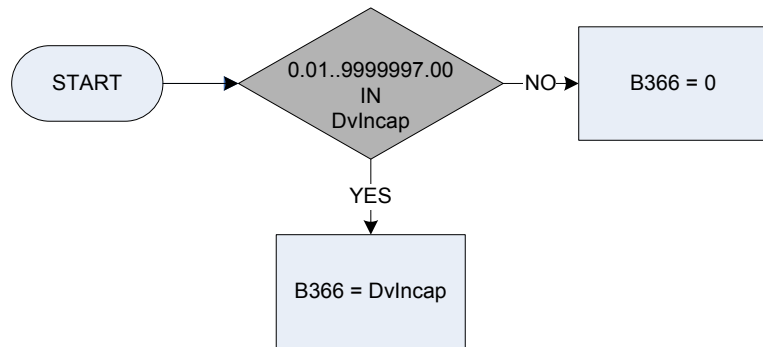 START
0.01..9999997.00
IN
DvIncap
NO
B366 = 0
YES
B366 = DvIncap